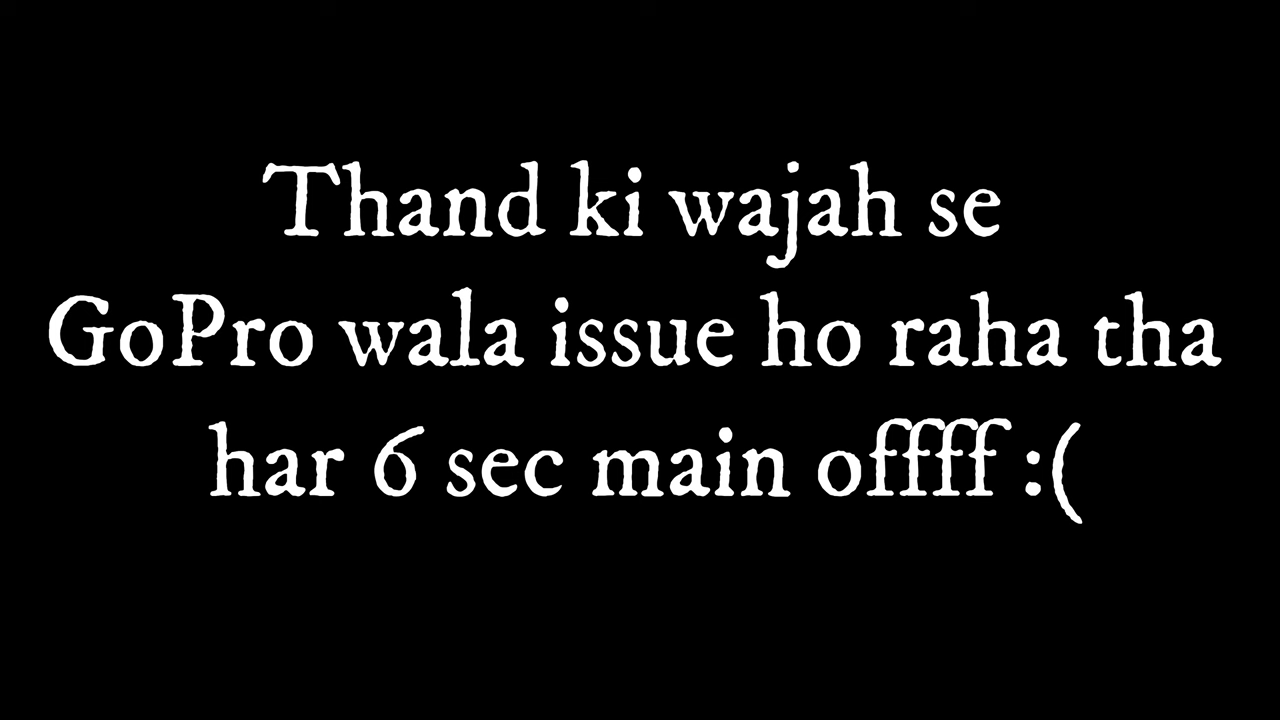 Thand ki wajah se
GoPro wala issue ho raha tha
har 6 sec main offff :(